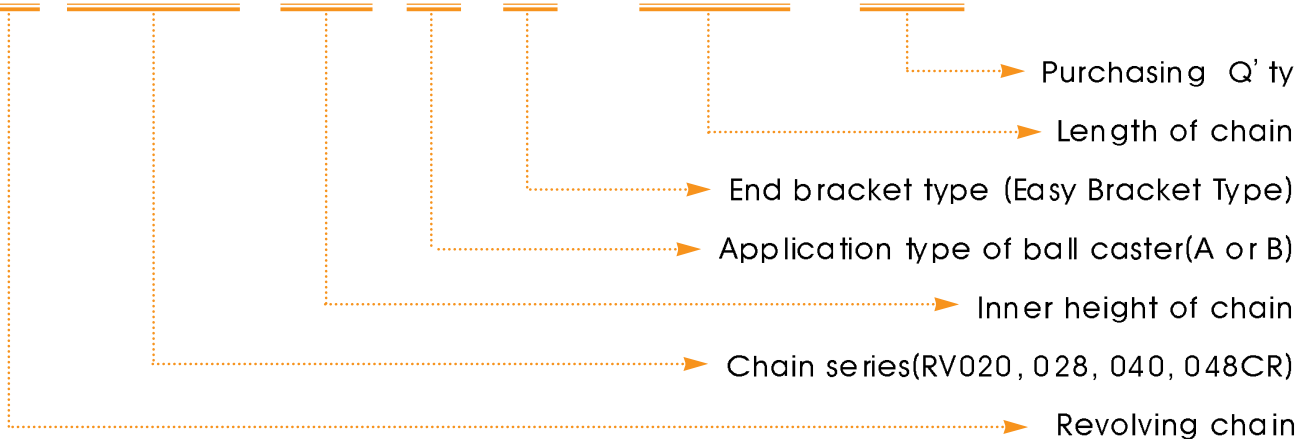 Purchasing Q' ty
Length of chain
End bracket type (Easy Bracket Type)
Application type of ball caster(A or B)
Inner height of chain
Chain series(RV020, 028, 040, 048CR)
Revolving chain